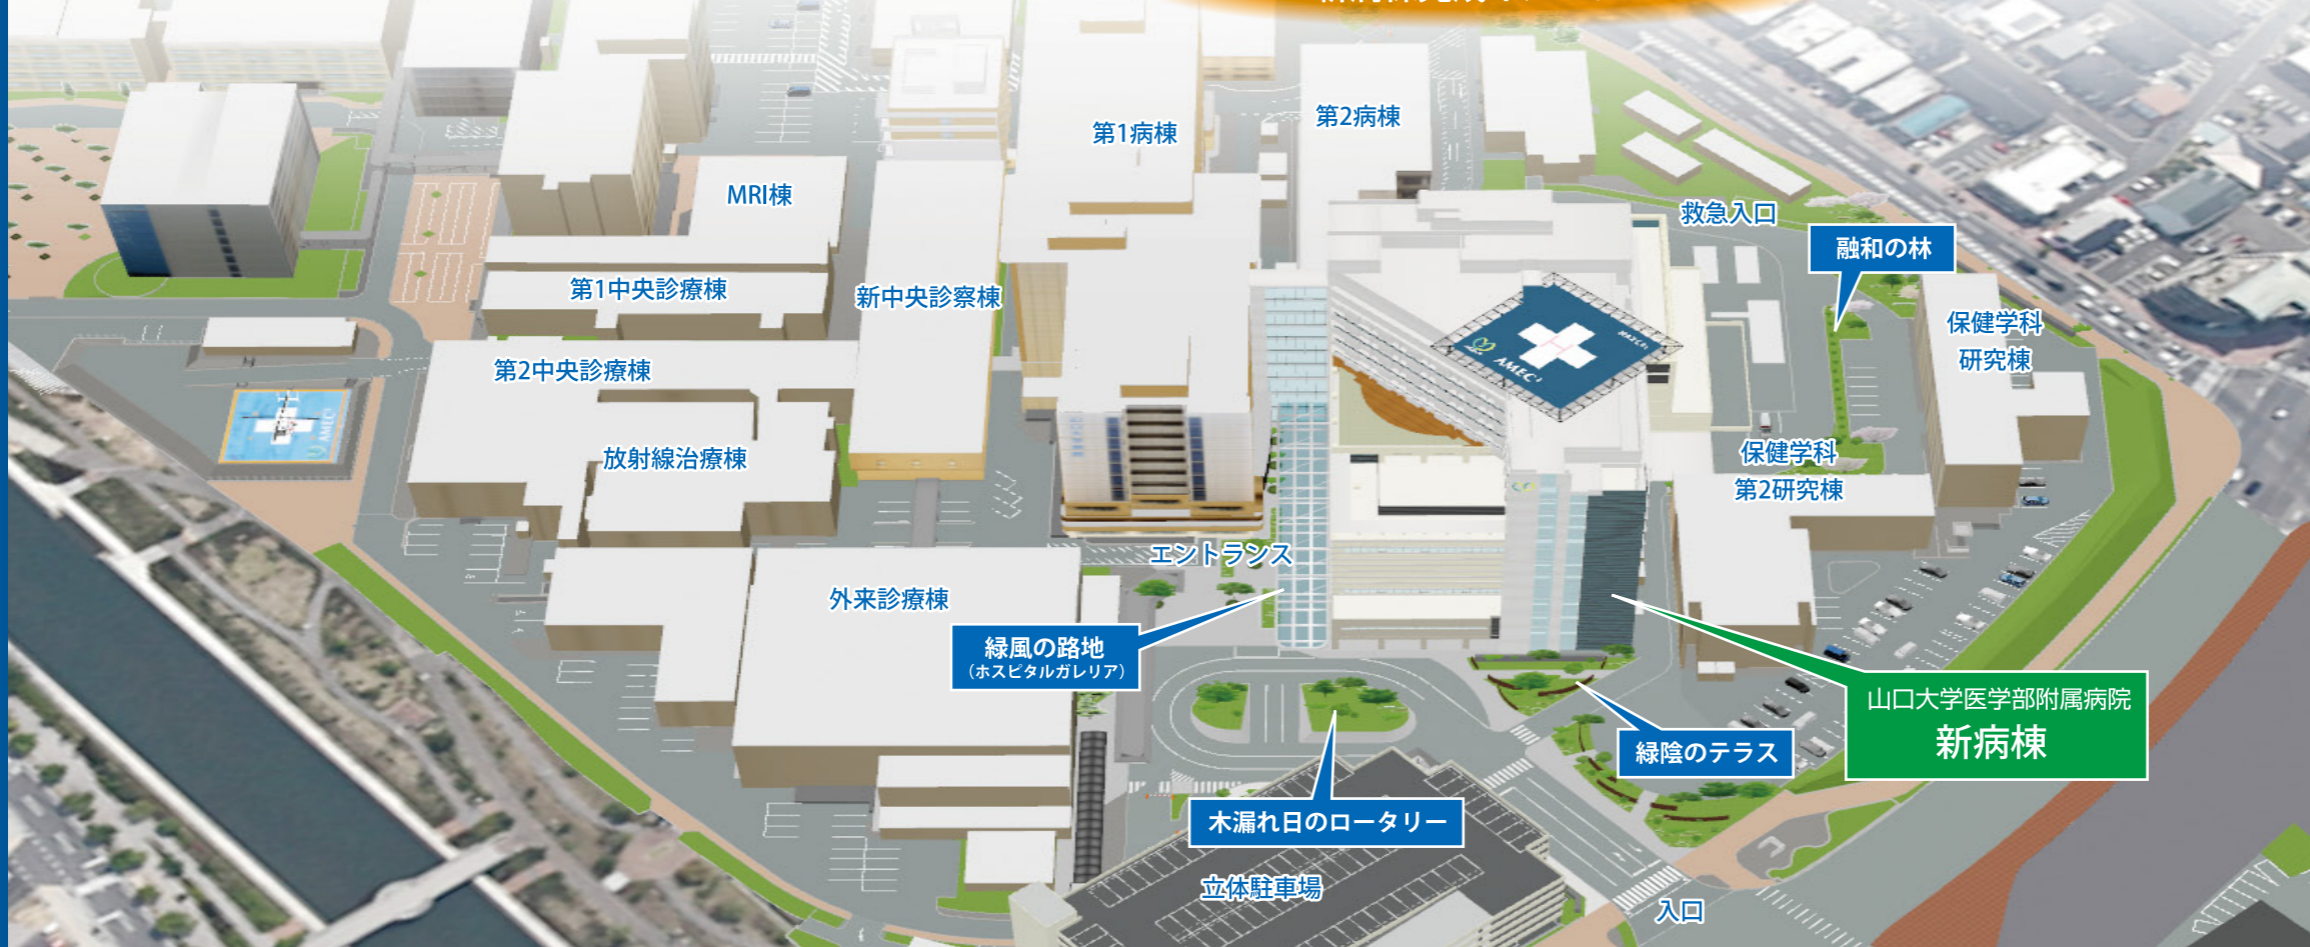 第1病棟
第2病棟
MRI棟
救急入口
融和の林
第1中央診療棟
新中央診察棟
保健学科
研究棟
第2中央診療棟
AMEC³
AMEC³
放射線治療棟
保健学科
第2研究棟
エントランス
外来診療棟
緑風の路地
（ホスピタルガレリア）
山口大学医学部附属病院
新病棟
緑陰のテラス
木漏れ日のロータリー
立体駐車場
入口